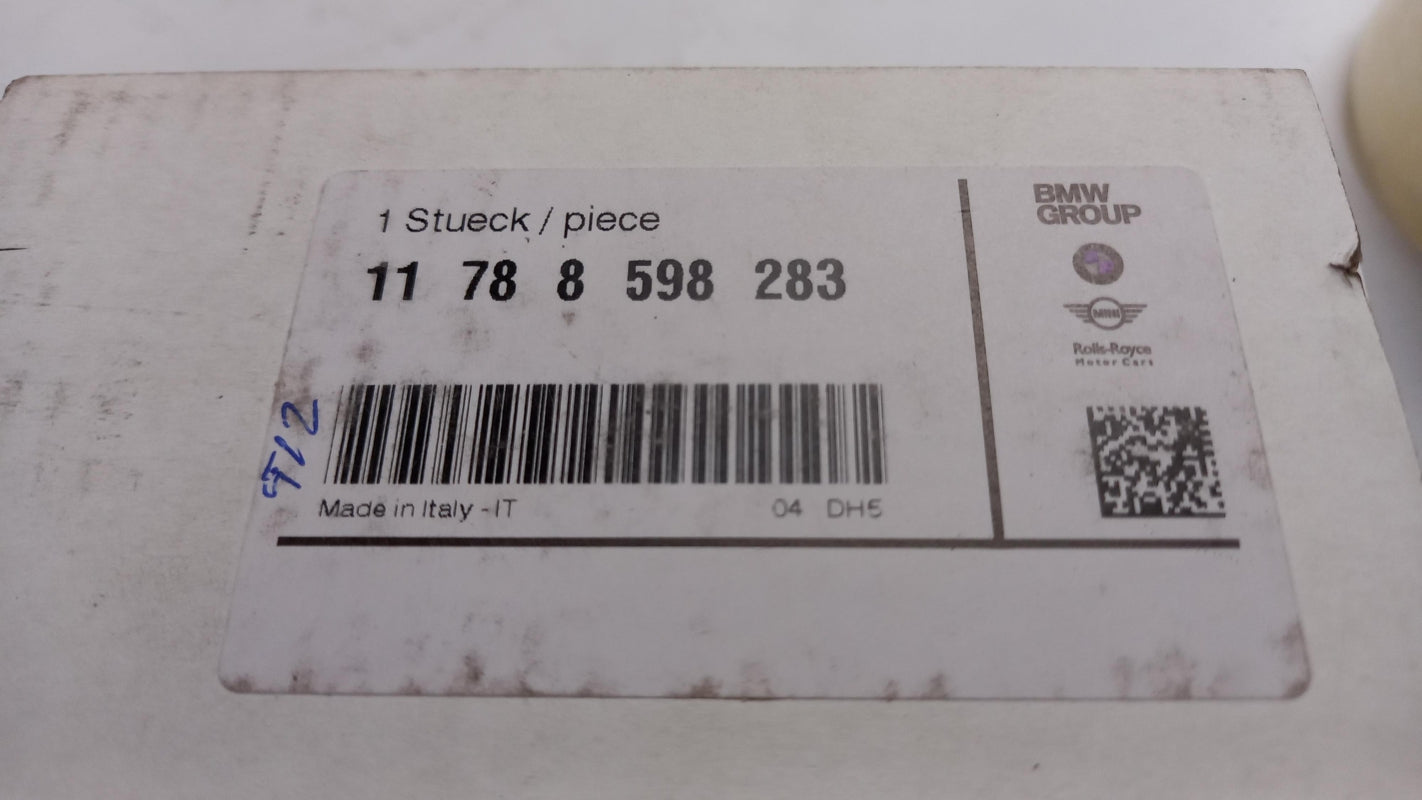 1 Stueck / piece
11 78 8 598 283
Made in Italy - IT
04 DH5
BMW
GROUP
MINI
Rolls-Royce
Motor Cars